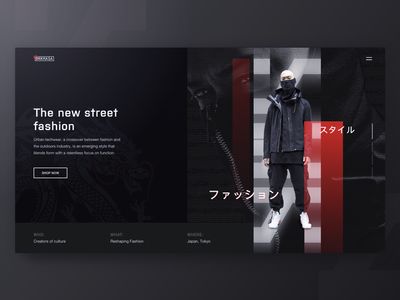 The new street
fashion
Urban techwear, a crossover between fashion and
the outdoors industry, is an emerging style that
blends form with a relentless focus on function.
SHOP NOW
スタイル
ファッション
WHO:
Creators of culture
WHAT:
Reshaping Fashion
WHERE:
Japan, Tokyo